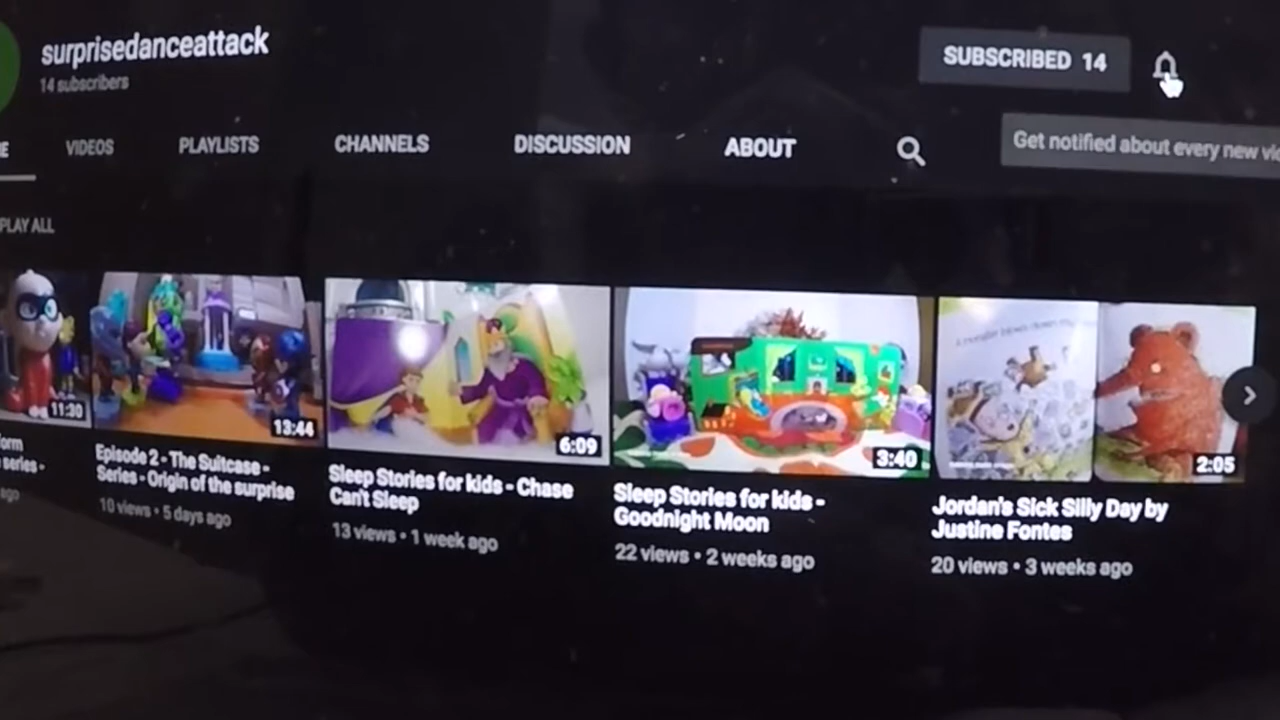 surprisedanceattack
14 subscribers
SUBSCRIBED 14
VIDEOS PLAYLISTS CHANNELS DISCUSSION ABOUT
Get notified about every new
PLAY ALL
11:30
13:44
6:09
3:40
2:05
series -
ago
Episode 2 - The Suitcase -
Series - Origin of the surprise
10 views • 5 days ago
Sleep Stories for kids - Chase
Can't Sleep
13 views • 1 week ago
Sleep Stories for kids -
Goodnight Moon
22 views • 2 weeks ago
Jordan's Sick Silly Day by
Justine Fontes
20 views • 3 weeks ago